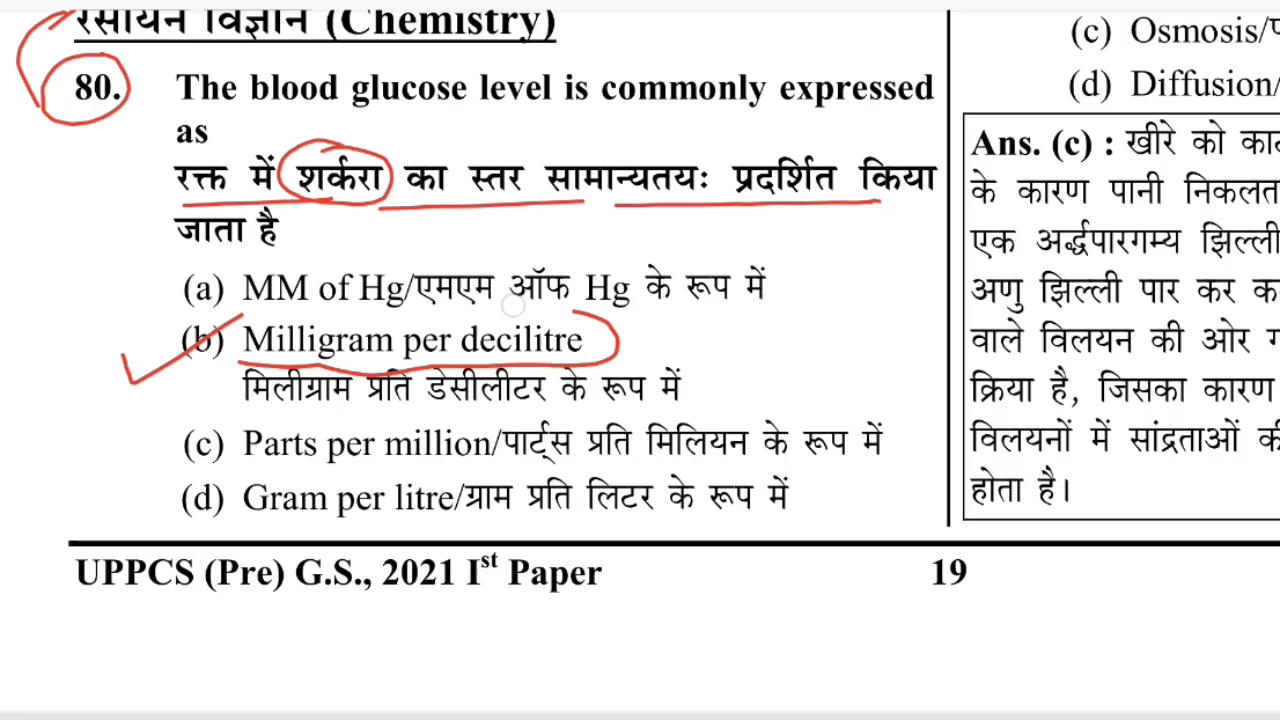 रसायन विज्ञान (Chemistry)
80. The blood glucose level is commonly expressed
as
रक्त में शर्करा का स्तर सामान्यतयः प्रदर्शित किया
जाता है
(a) MM of Hg/एमएम ऑफ Hg के रूप में
(b) Milligram per decilitre
मिलीग्राम प्रति डेसीलीटर के रूप में
(c) Parts per million/पार्ट्स प्रति मिलियन के रूप में
(d) Gram per litre/ग्राम प्रति लिटर के रूप में
(c) Osmosis/
(d) Diffusion/
Ans. (c) : खीरे को
के कारण पानी
एक अर्द्धपारगम्य झिल्ली
अणु झिल्ली पार कर
वाले विलयन की ओर
क्रिया है, जिसका कारण
विलयनों में सांद्रताओं
होता है।
UPPCS (Pre) G.S., 2021 Ist Paper
19